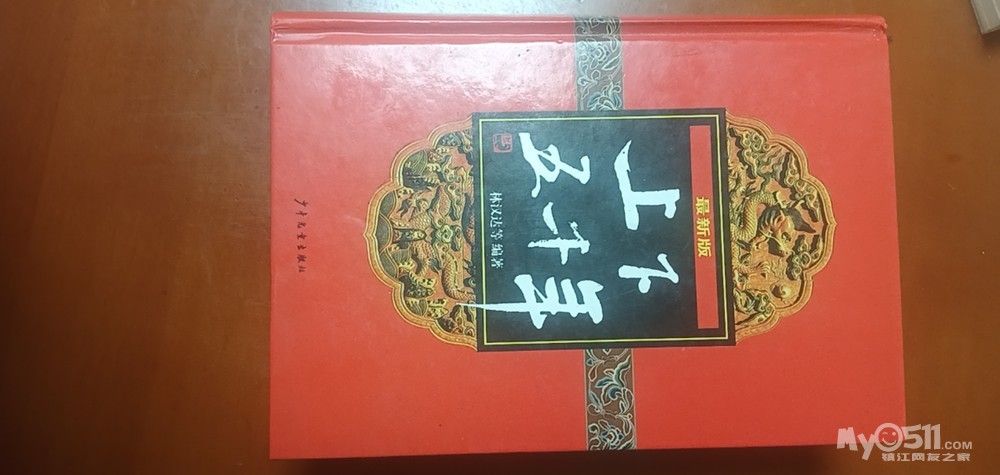 最新版
上下
五千年
林汉达等 编著
少年儿童出版社
My0511.COM
镇江网友之家